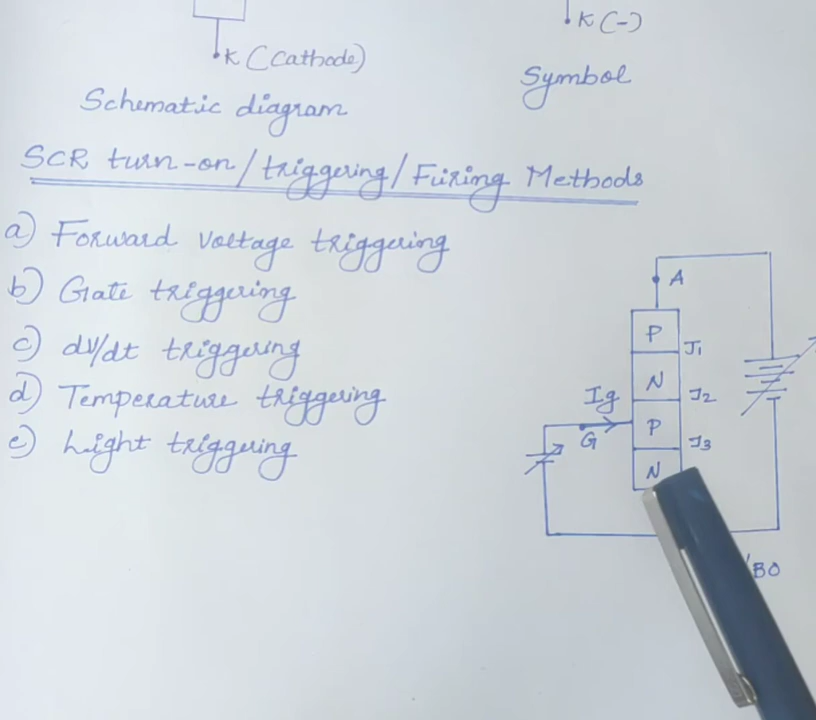 K (Cathode)
K (-)
Schematic diagram
Symbol
SCR turn-on/triggering/Firing Methods
a) Forward Voltage triggering
b) Gate triggering
c) dV/dt triggering
d) Temperature triggering
e) Light triggering
A
P
J1
N
J2
Ig
P
G
J3
N
BO